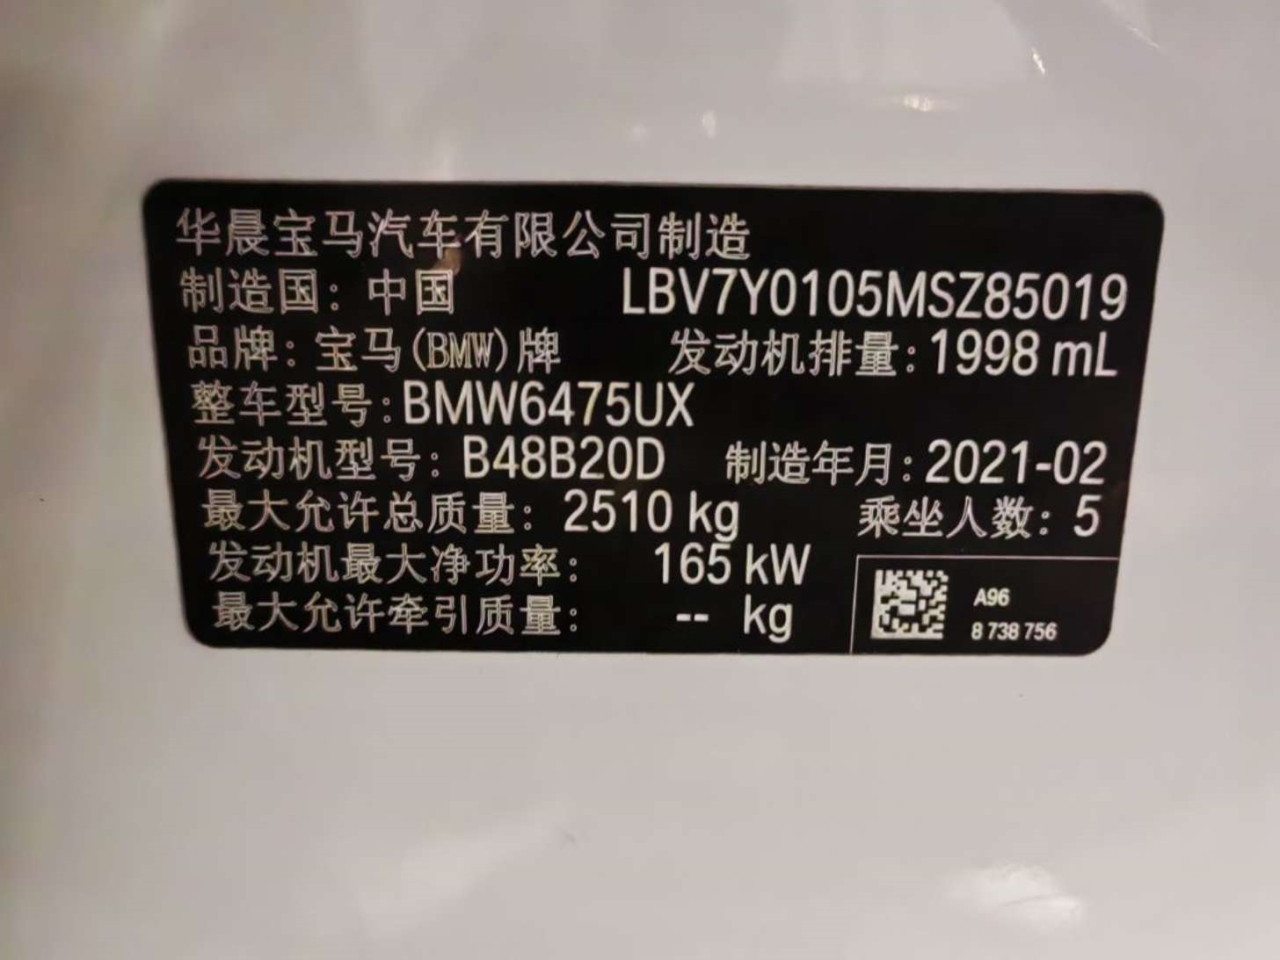 华晨宝马汽车有限公司制造
制造国：中国 LBV7Y0105MSZ85019
品牌：宝马(BMW)牌 发动机排量：1998 mL
整车型号：BMW6475UX
发动机型号：B48B20D 制造年月：2021-02
最大允许总质量：2510 kg 乘坐人数：5
发动机最大净功率：165 kW
最大允许牵引质量：-- kg
A96
8 738 756